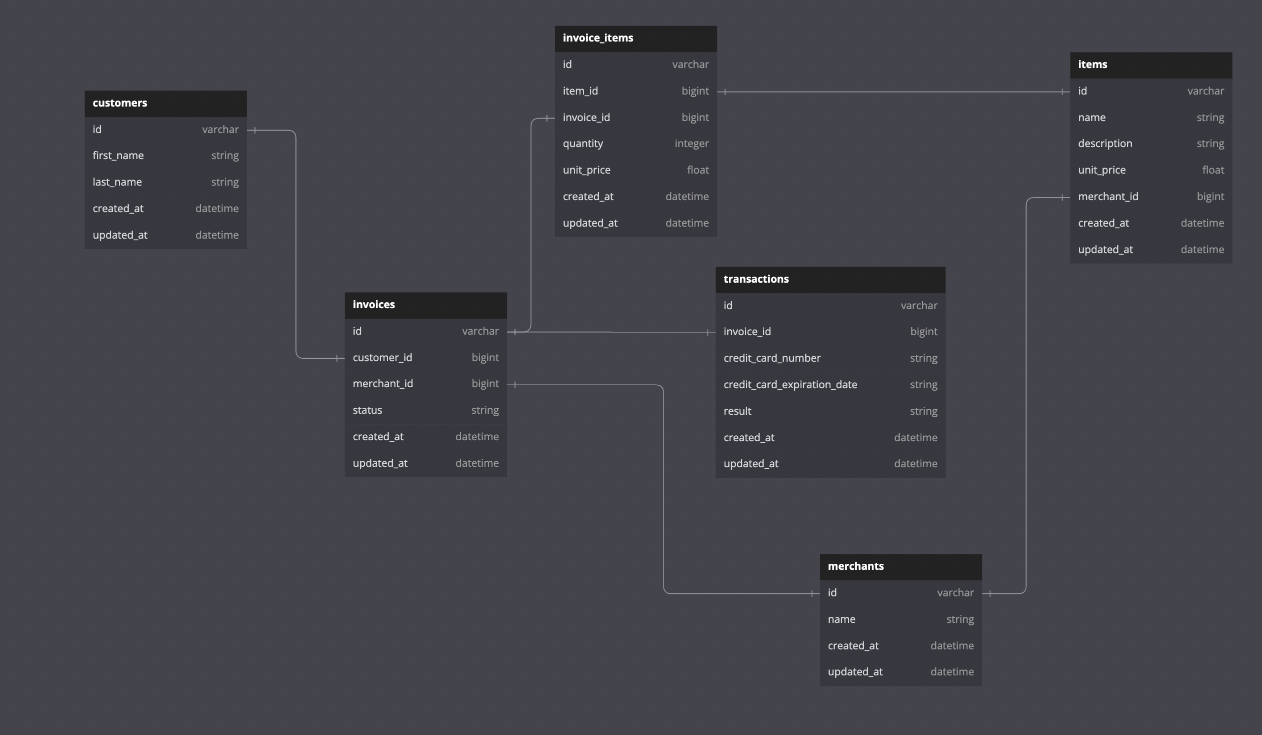 customers
id varchar
first_name string
last_name string
created_at datetime
updated_at datetime
invoice_items
id varchar
item_id bigint
invoice_id bigint
quantity integer
unit_price float
created_at datetime
updated_at datetime
items
id varchar
name string
description string
unit_price float
merchant_id bigint
created_at datetime
updated_at datetime
invoices
id varchar
customer_id bigint
merchant_id bigint
status string
created_at datetime
updated_at datetime
transactions
id varchar
invoice_id bigint
credit_card_number string
credit_card_expiration_date string
result string
created_at datetime
updated_at datetime
merchants
id varchar
name string
created_at datetime
updated_at datetime